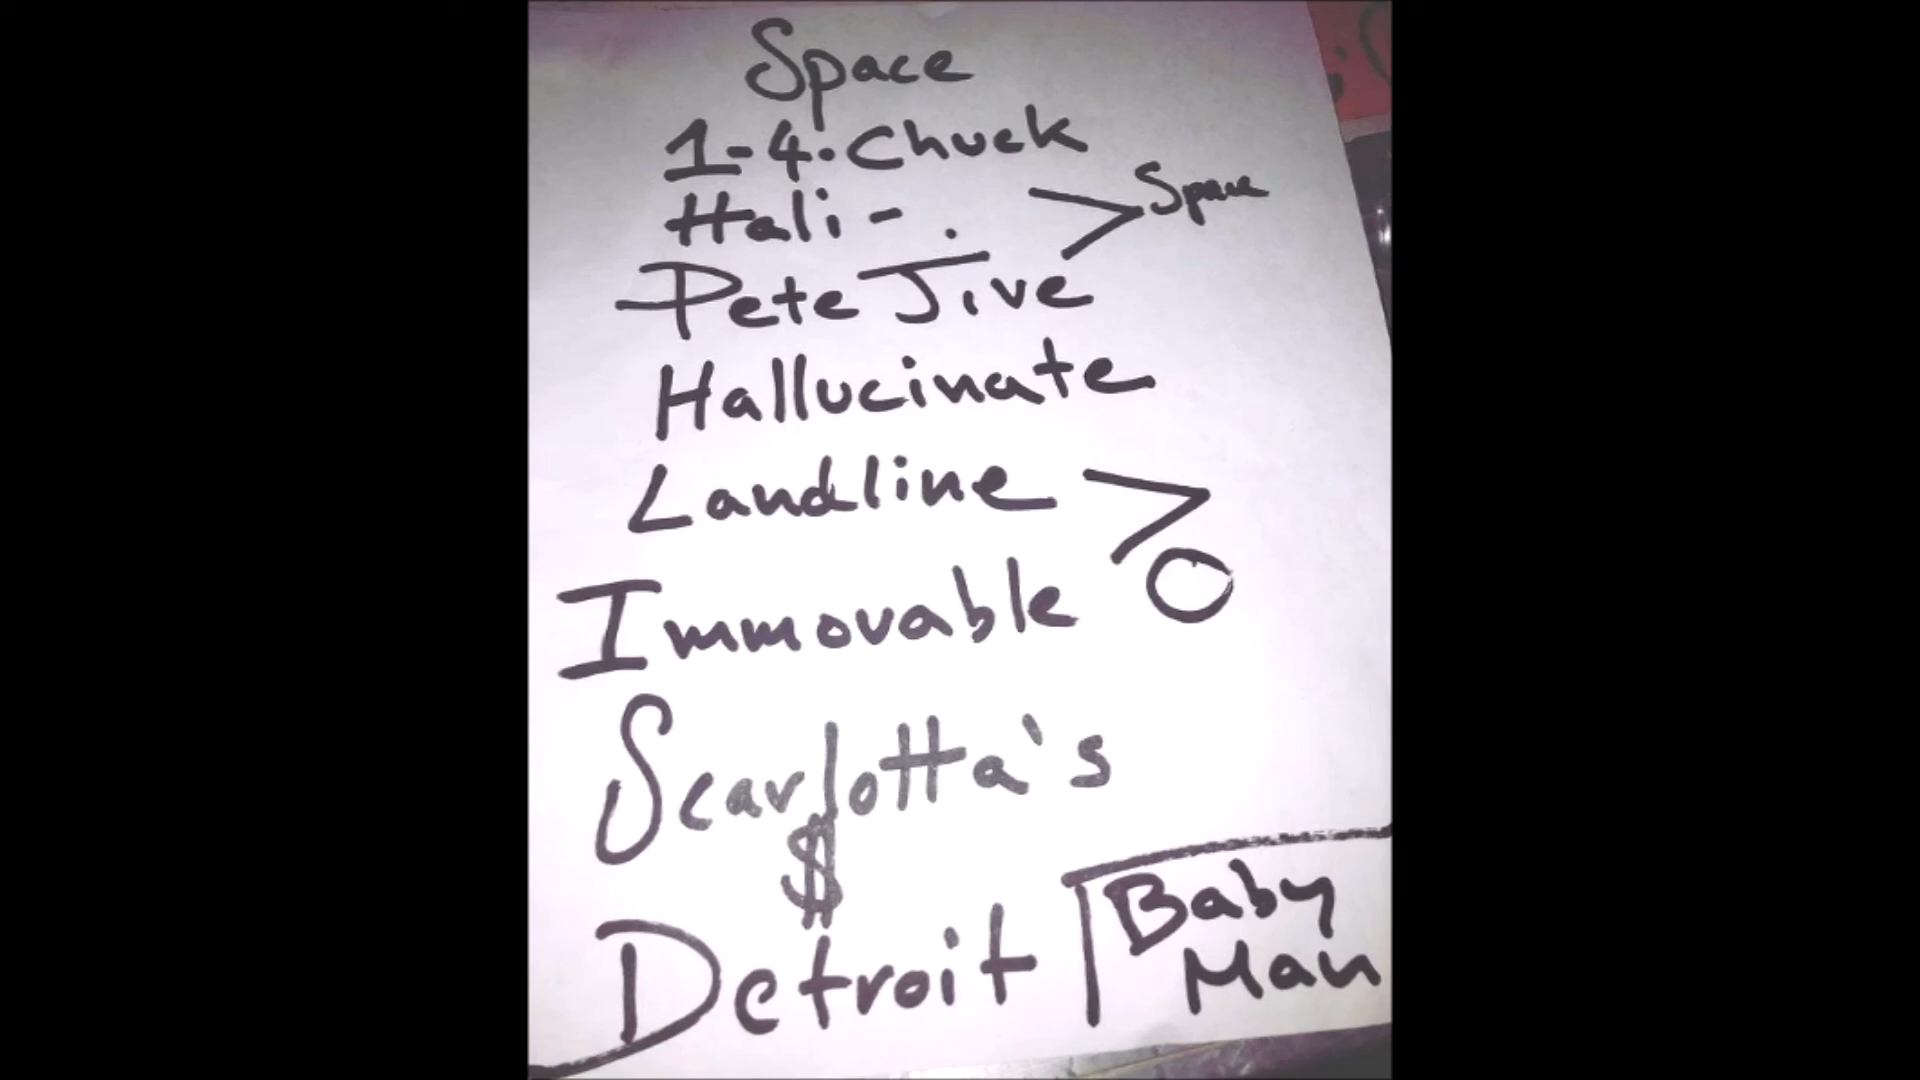 Space
1-4. Chuck
Hali - .
> Space
Pete Jive
Hallucinate
Landline >
Immovable O
Scarlotta's
$
Detroit
Baby
Man